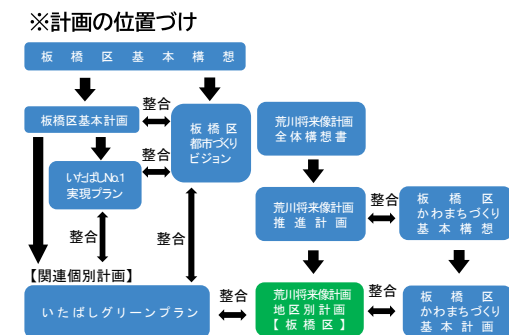 ※計画の位置づけ
板橋区基本構想
板橋区基本計画
整合
板橋区
都市づくり
ビジョン
荒川将来像計画
全体構想書
整合
いたばしNo.1
実現プラン
荒川将来像計画
推進計画
整合
板橋区
かわまちづくり
基本構想
整合
整合
【関連個別計画】
いたばしグリーンプラン
整合
荒川将来像計画
地区別計画
【板橋区】
整合
板橋区
かわまちづくり
基本計画